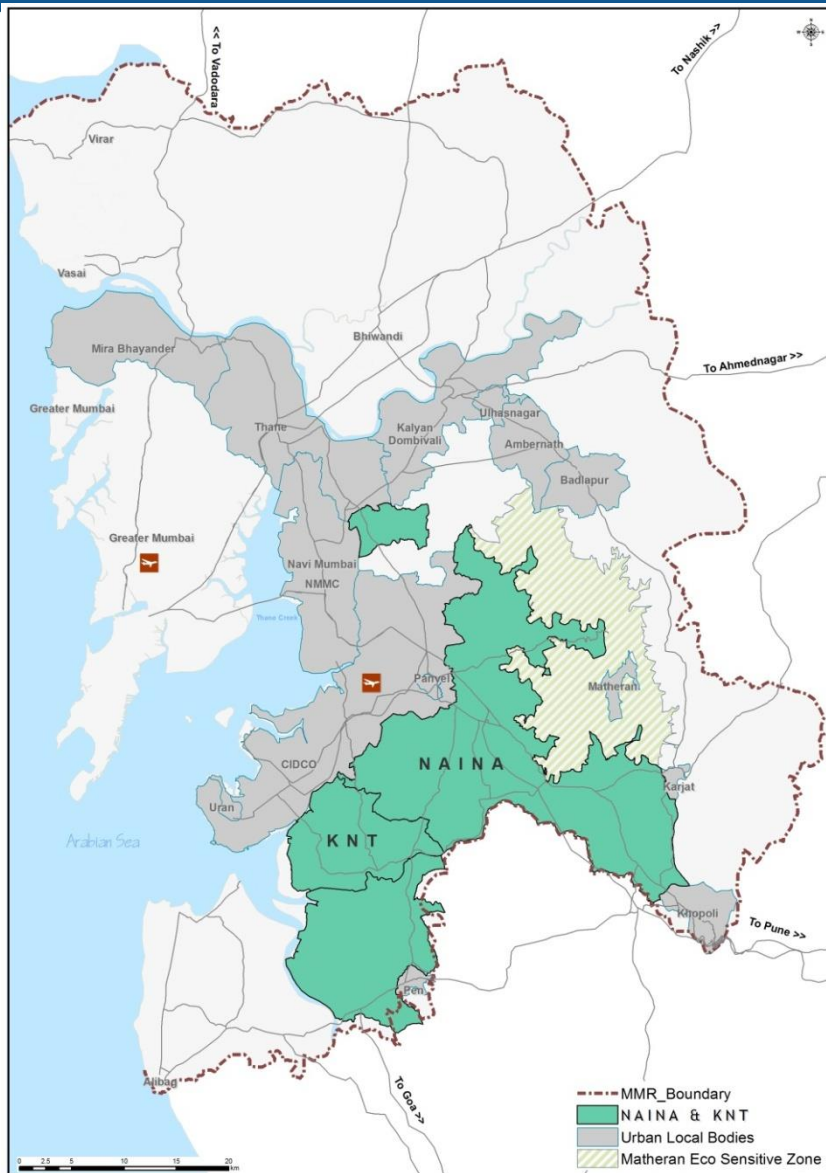 << To Vadodara
To Nashik >>
Virar
Vasai
Bhiwandi
Mira Bhayander
To Ahmednagar >>
Greater Mumbai
Thane
Kalyan
Dombivali
Ulhasnagar
Ambernath
Badlapur
Greater Mumbai
Navi Mumbai
NMMC
Thane Creek
Panvel
Matheran
NAINA
CIDCO
Uran
Karjat
KNT
Arabian Sea
Khopoli
To Pune >>
Pen
Alibag
To Goa >>
MMR_Boundary
NAINA & KNT
Urban Local Bodies
Matheran Eco Sensitive Zone
0 2.5 5 10 15 20
km